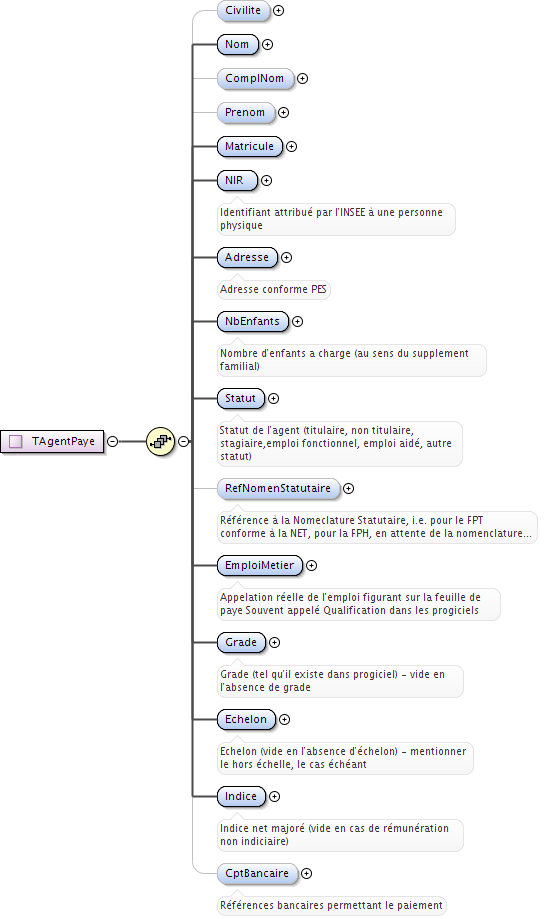 Civilite
Nom
ComplNom
Prenom
Matricule
NIR
Identifiant attribué par l'INSEE à une personne
physique
Adresse
Adresse conforme PES
NbEnfants
Nombre d'enfants a charge (au sens du supplement
familial)
Statut
TAgentPaye
Statut de l'agent (titulaire, non titulaire,
stagiaire,emploi fonctionnel, emploi aidé, autre
statut)
RefNomenStatutaire
Référence à la Nomeclature Statutaire, i.e. pour le FPT
conforme à la NET, pour la FPH, en attente de la nomenclature...
EmploiMetier
Appelation réelle de l'emploi figurant sur la feuille de
paye Souvent appelé Qualification dans les progiciels
Grade
Grade (tel qu'il existe dans progiciel) – vide en
l'absence de grade
Echelon
Echelon (vide en l'absence d'échelon) – mentionner
le hors échelle, le cas échéant
Indice
Indice net majoré (vide en cas de rémunération
non indiciaire)
CptBancaire
Références bancaires permettant le paiement